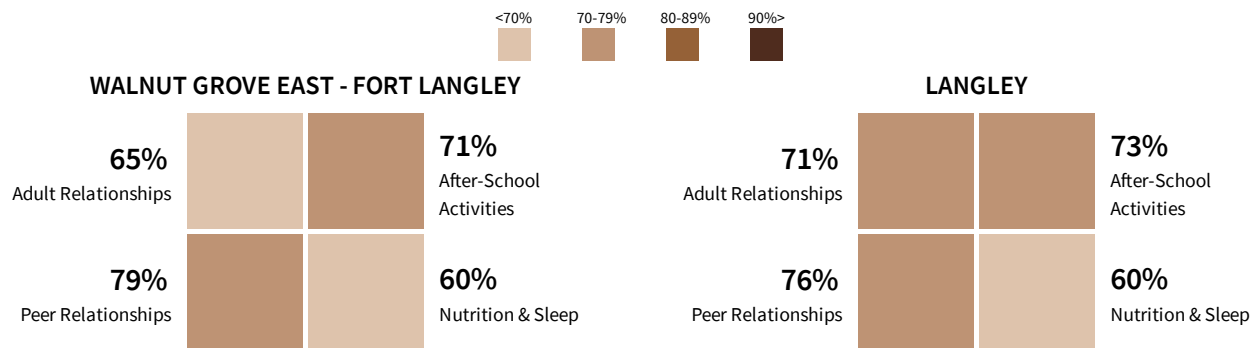 <70% 70-79% 80-89% 90%>
WALNUT GROVE EAST - FORT LANGLEY
65%
Adult Relationships
71%
After-School
Activities
79%
Peer Relationships
60%
Nutrition & Sleep
LANGLEY
71%
Adult Relationships
73%
After-School
Activities
76%
Peer Relationships
60%
Nutrition & Sleep